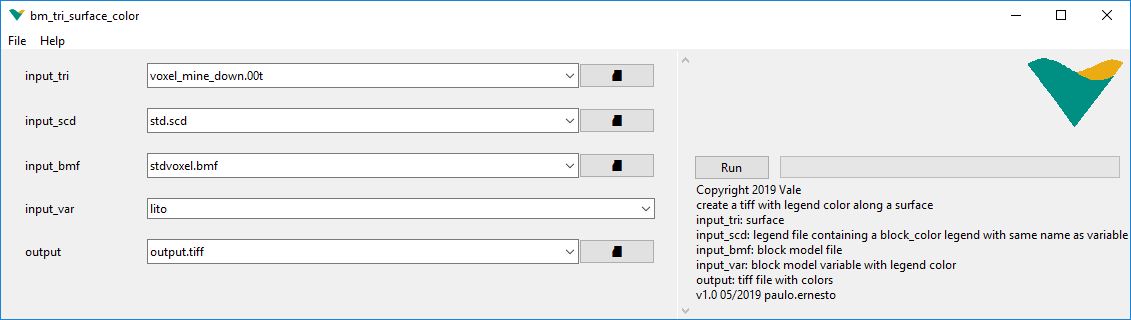 bm_tri_surface_color
File Help
input_tri voxel_mine_down.00t
input_scd std.scd
input_bmf stdvoxel.bmf
input_var lito
output output.tiff
Run
Copyright 2019 Vale
create a tiff with legend color along a surface
input_tri: surface
input_scd: legend file containing a block_color legend with same name as variable
input_bmf: block model file
input_var: block model variable with legend color
output: tiff file with colors
v1.0 05/2019 paulo.ernesto